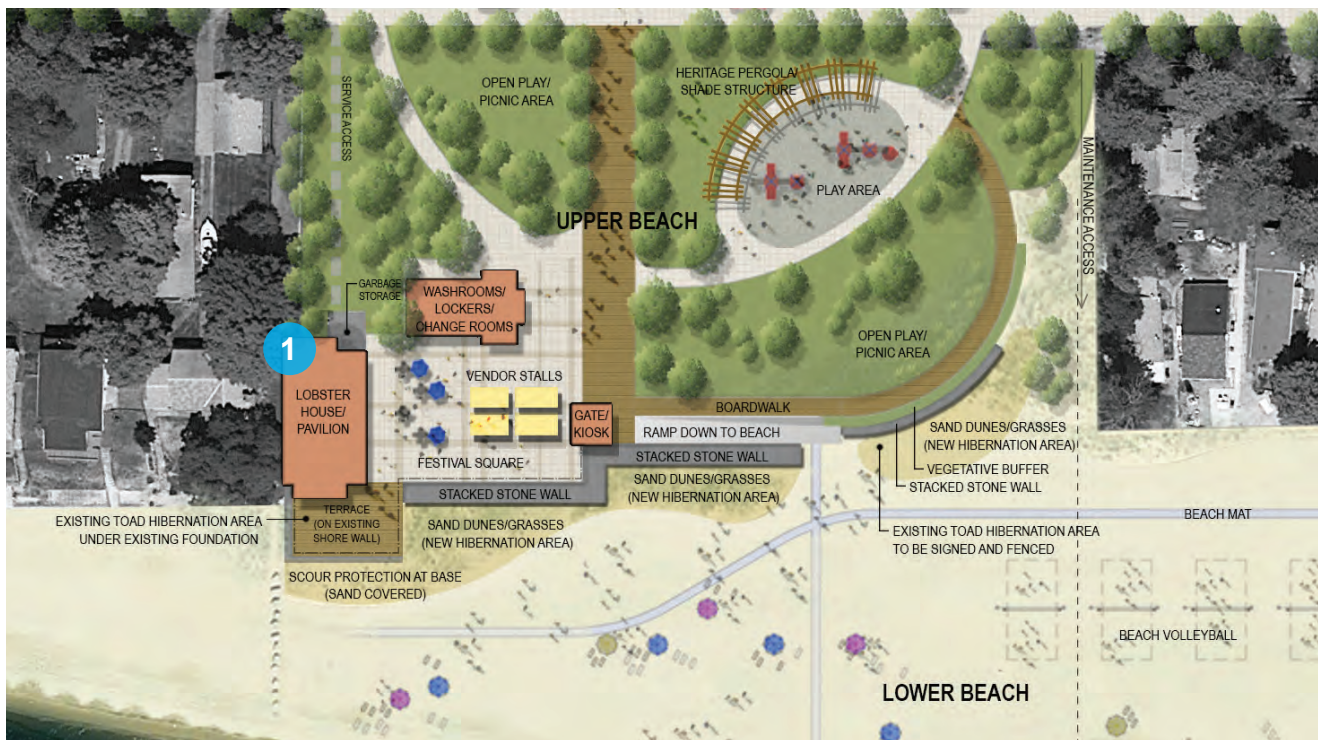 SERVICE ACCESS
OPEN PLAY/
PICNIC AREA
HERITAGE PERGOLA/
SHADE STRUCTURE
PLAY AREA
MAINTENANCE ACCESS
UPPER BEACH
GARBAGE
STORAGE
WASHROOMS/
LOCKERS/
CHANGE ROOMS
1
LOBSTER
HOUSE/
PAVILION
VENDOR STALLS
OPEN PLAY/
PICNIC AREA
GATE/
KIOSK
BOARDWALK
RAMP DOWN TO BEACH
SAND DUNES/GRASSES
(NEW HIBERNATION AREA)
FESTIVAL SQUARE
STACKED STONE WALL
VEGETATIVE BUFFER
STACKED STONE WALL
STACKED STONE WALL
SAND DUNES/GRASSES
(NEW HIBERNATION AREA)
EXISTING TOAD HIBERNATION AREA
UNDER EXISTING FOUNDATION
TERRACE
(ON EXISTING
SHORE WALL)
SAND DUNES/GRASSES
(NEW HIBERNATION AREA)
EXISTING TOAD HIBERNATION AREA
TO BE SIGNED AND FENCED
BEACH MAT
SCOUR PROTECTION AT BASE
(SAND COVERED)
BEACH VOLLEYBALL
LOWER BEACH